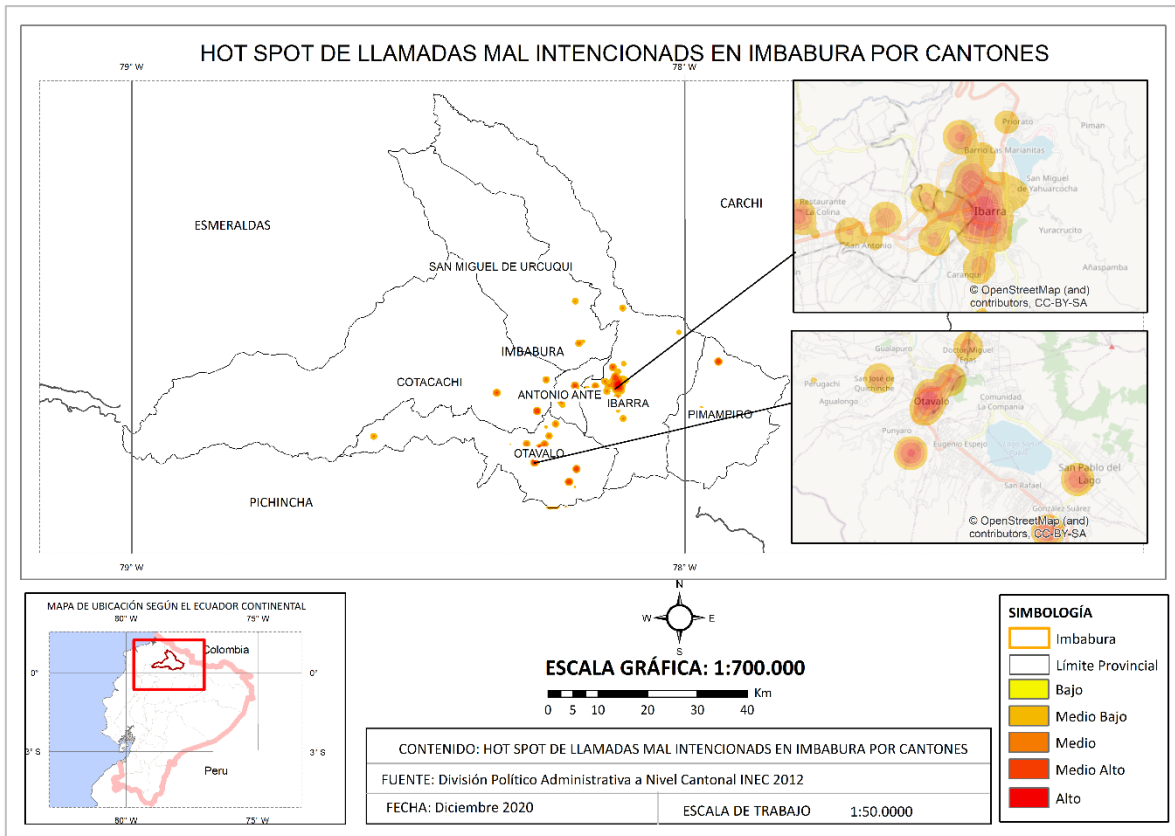 HOT SPOT DE LLAMADAS MAL INTENCIONADS EN IMBABURA POR CANTONES
79° W
78° W
ESMERALDAS
CARCHI
SAN MIGUEL DE URCUQUI
IMBABURA
COTACACHI
ANTONIO ANTE
IBARRA
PIMAMPIRO
OTAVALO
PICHINCHA
79° W
78° W
Priorato
Piman
Barrio Las Marianitas
San Miguel
de Yahuarcocha
Restaurante
La Colina
Ibarra
San Antonio
Yuracrucito
Caranqui
Añaspamba
© OpenStreetMap (and)
contributors, CC-BY-SA
Gualapuro
Doctor Miguel
Egas
San José de
Quichinche
Perugachi
Agualongo
Otavalo
Comunidad
La Compañía
Punyaro
Eugenio Espejo
San Pablo del
Lago
San Rafael
González Suárez
© OpenStreetMap (and)
contributors, CC-BY-SA
MAPA DE UBICACIÓN SEGÚN EL ECUADOR CONTINENTAL
80° W
75° W
Colombia
0°
0°
3° S
3° S
Peru
80° W
75° W
N
W
E
S
ESCALA GRÁFICA: 1:700.000
Km
0 5 10 20 30 40
CONTENIDO: HOT SPOT DE LLAMADAS MAL INTENCIONADS EN IMBABURA POR CANTONES
FUENTE: División Político Administrativa a Nivel Cantonal INEC 2012
FECHA: Diciembre 2020
ESCALA DE TRABAJO 1:50.0000
SIMBOLOGÍA
Imbabura
Límite Provincial
Bajo
Medio Bajo
Medio
Medio Alto
Alto